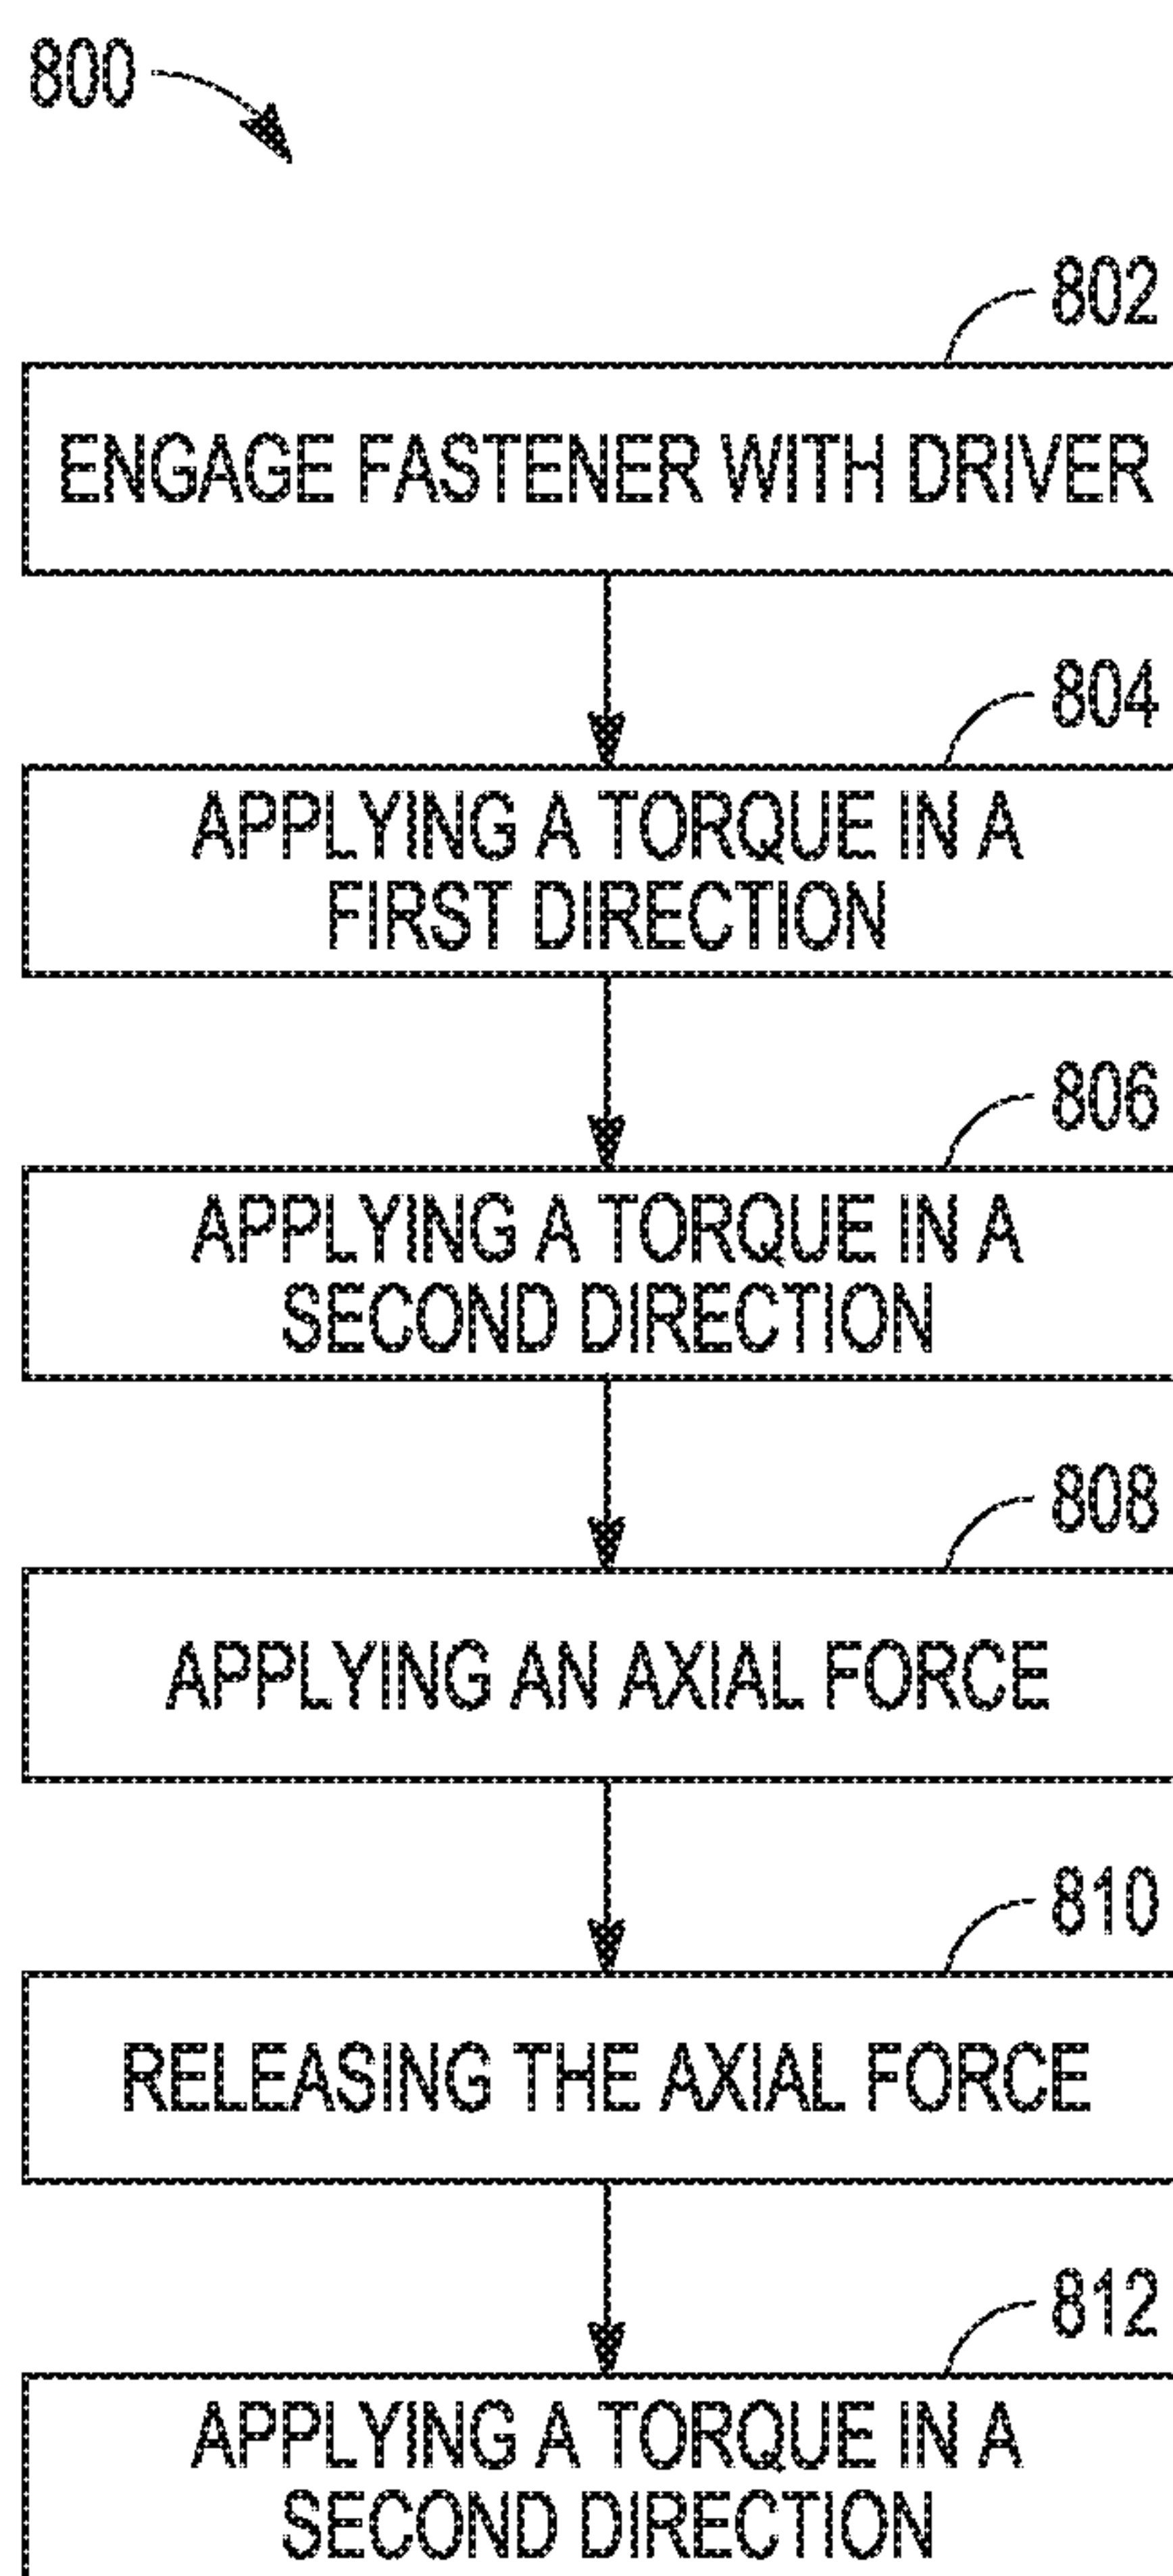 800
802
ENGAGE FASTENER WITH DRIVER
804
APPLYING A TORQUE IN A
FIRST DIRECTION
806
APPLYING A TORQUE IN A
SECOND DIRECTION
808
APPLYING AN AXIAL FORCE
810
RELEASING THE AXIAL FORCE
812
APPLYING A TORQUE IN A
SECOND DIRECTION